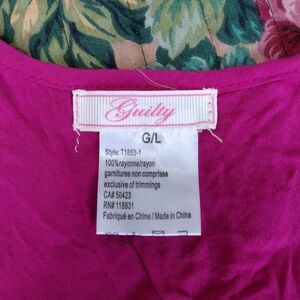 Guilty
G/L
Style: T1653-1
100%rayonne/rayon
garnitures non comprises
exclusive of trimmings
CA# 50423
RN# 118931
Fabriqué en Chine / Made in China